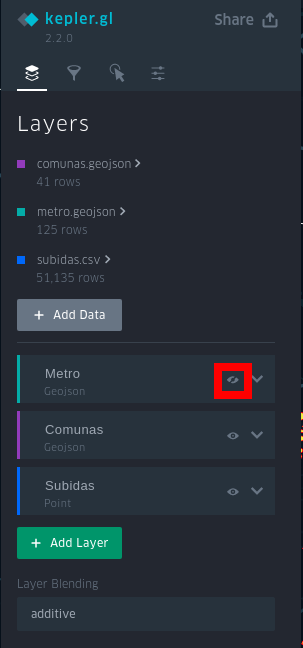 kepler.gl
Share
2.2.0
Layers
comunas.geojson
41 rows
metro.geojson
125 rows
subidas.csv
51,135 rows
+ Add Data
Metro
Geojson
Comunas
Geojson
Subidas
Point
+ Add Layer
Layer Blending
additive